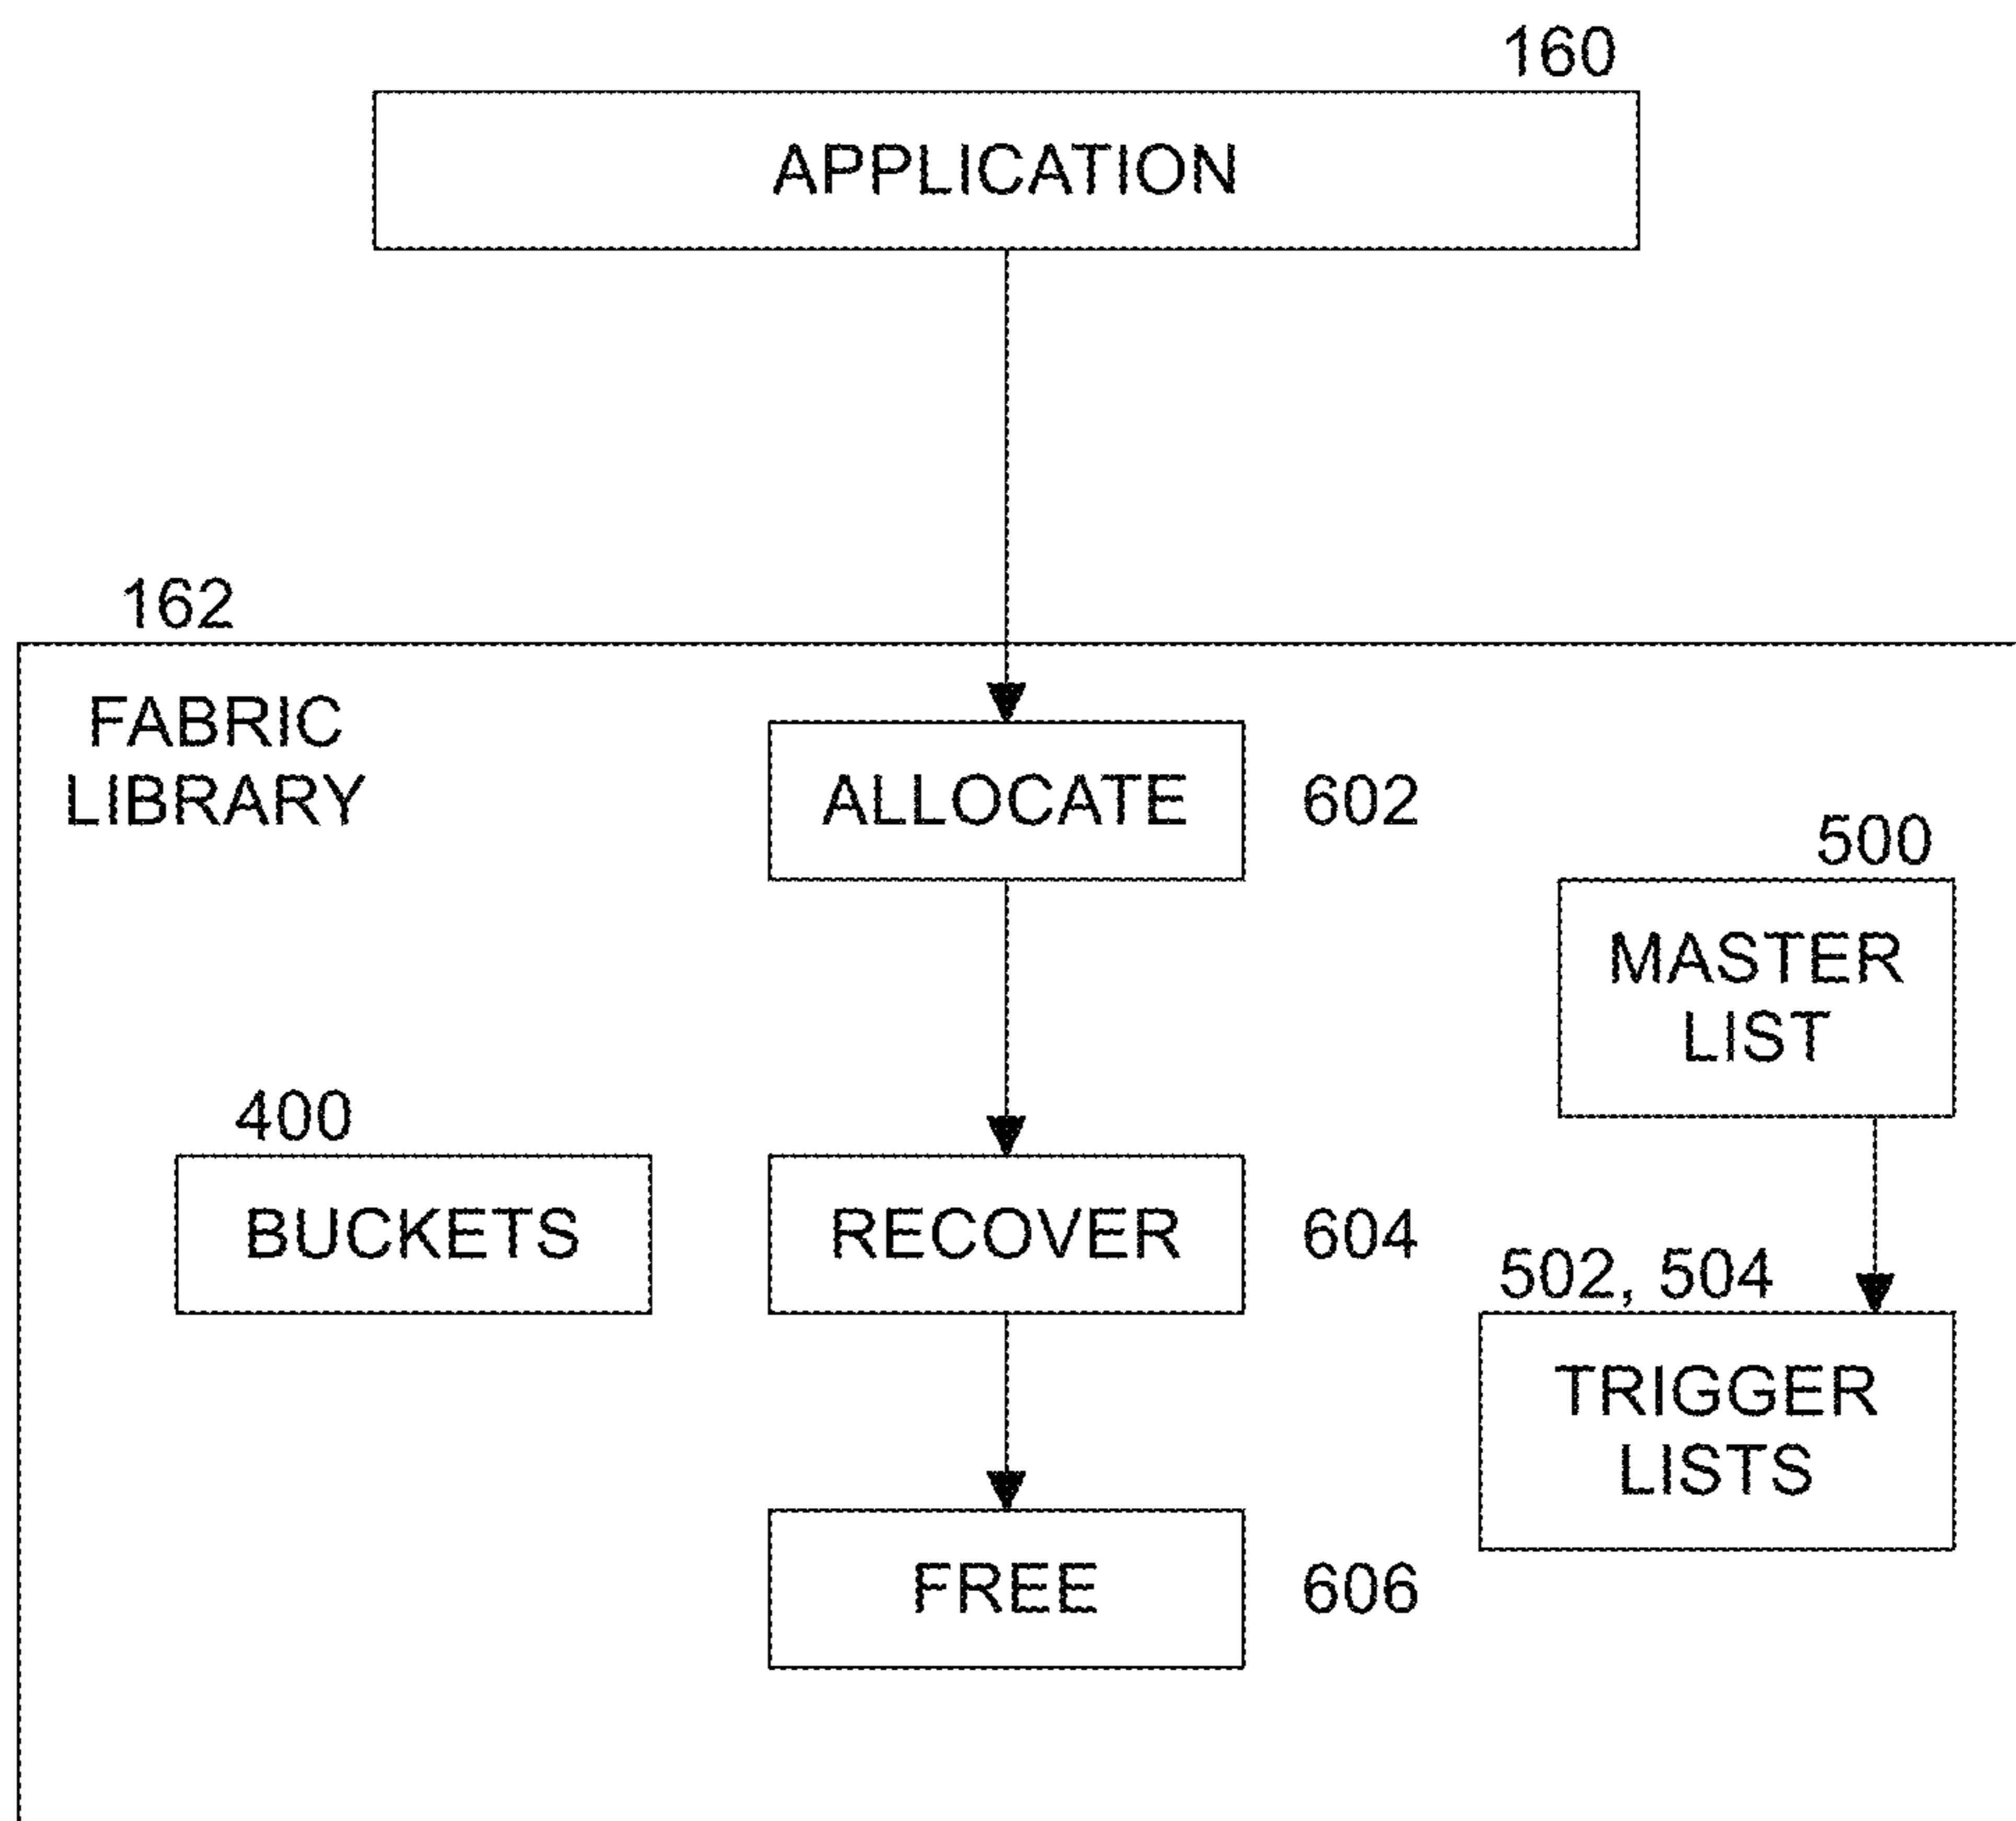 160
APPLICATION
162
FABRIC
LIBRARY
ALLOCATE
602
500
MASTER
LIST
400
BUCKETS
RECOVER
604
502, 504
TRIGGER
LISTS
FREE
606